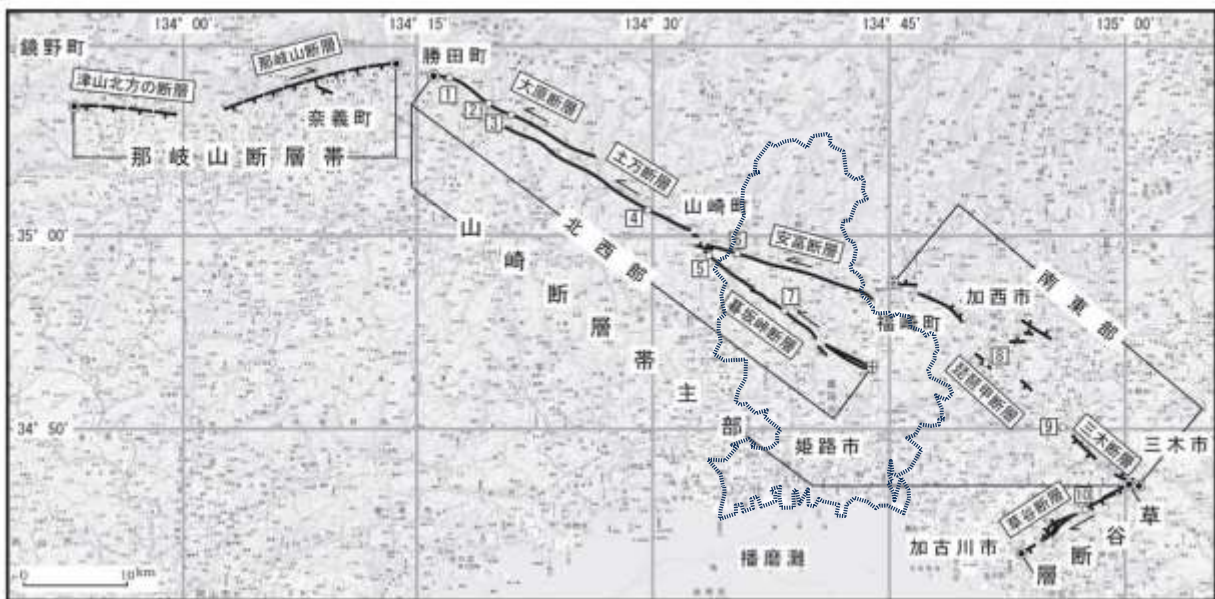 134° 00′
134° 15′
134° 30′
134° 45′
135° 00′
鏡野町
津山北方の断層
那岐山断層
奈義町
那岐山断層帯
勝田町
1
2
3
大原断層
土万断層
4
山崎町
35° 00′
山崎断層帯主部
北西部
5
安富断層
7
暮坂峠断層
福崎町
加西市
南東部
8
琵琶甲断層
34° 50′
姫路市
9
三木断層
三木市
10
草谷断層
草谷断層
加古川市
播磨灘
0 10km